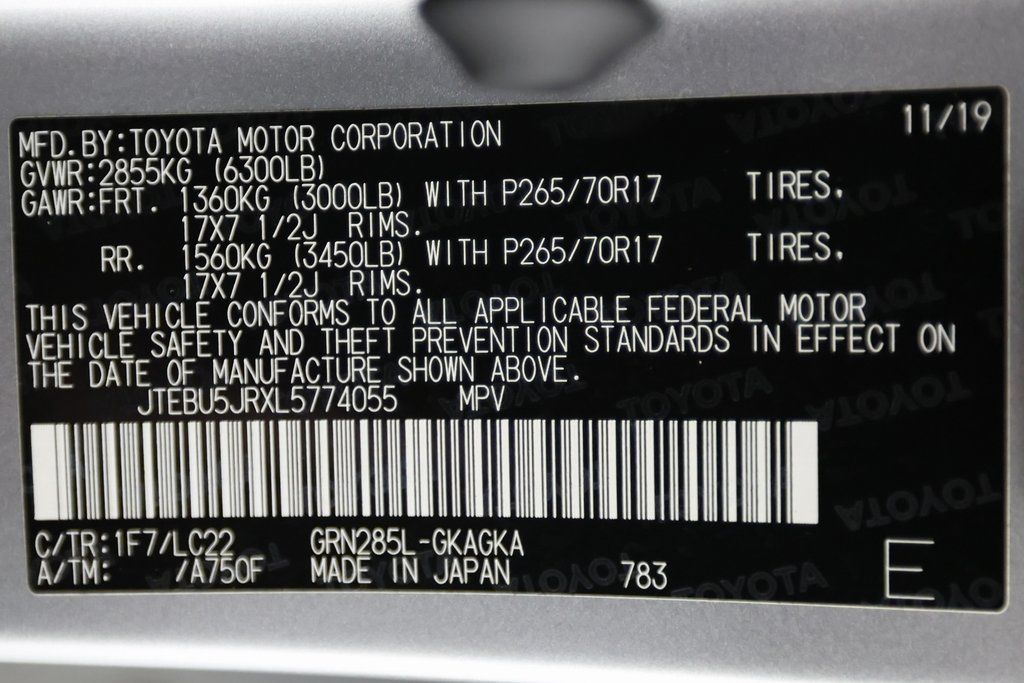 11/19
MFD.BY:TOYOTA MOTOR CORPORATION
GVWR:2855KG (6300LB)
GAWR:FRT. 1360KG (3000LB) WITH P265/70R17 TIRES.
17X7 1/2J RIMS.
RR. 1560KG (3450LB) WITH P265/70R17 TIRES.
17X7 1/2J RIMS.
THIS VEHICLE CONFORMS TO ALL APPLICABLE FEDERAL MOTOR
VEHICLE SAFETY AND THEFT PREVENTION STANDARDS IN EFFECT ON
THE DATE OF MANUFACTURE SHOWN ABOVE.
JTEBU5JRXL5774055 MPV
C/TR:1F7/LC22 GRN285L-GKAGKA
A/TM: /A750F MADE IN JAPAN 783
E